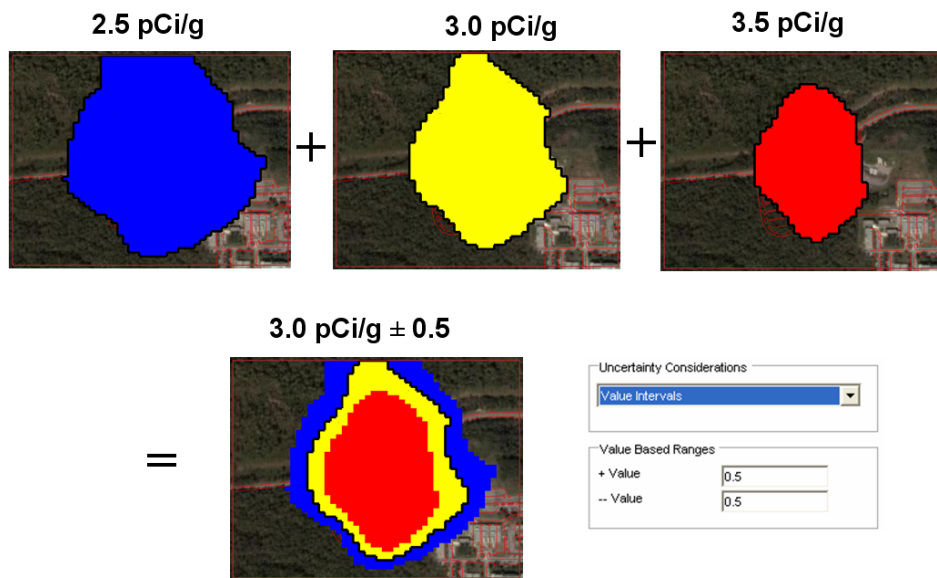 2.5 pCi/g
3.0 pCi/g
3.5 pCi/g
+
+
3.0 pCi/g ± 0.5
=
Uncertainty Considerations
Value Intervals
Value Based Ranges
+ Value
0.5
-- Value
0.5